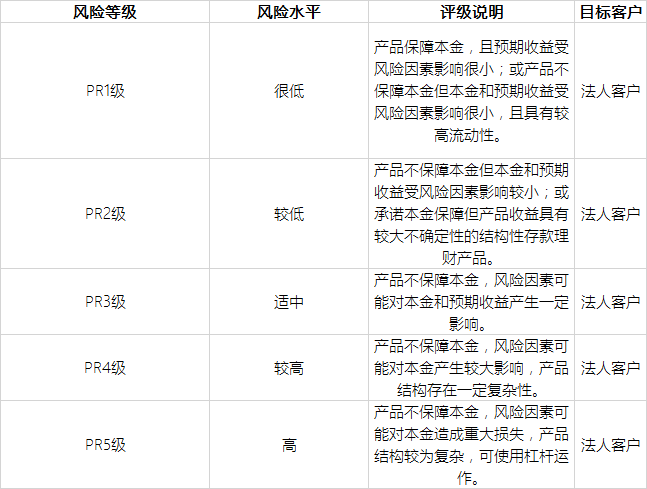 风险等级 风险水平 评级说明 目标客户
产品保障本金，且预期收益受
风险因素影响很小；或产品不
PR1级 很低 保障本金但本金和预期收益受 法人客户
风险因素影响很小，且具有较
高流动性。
产品不保障本金但本金和预期
收益受风险因素影响较小；或
PR2级 较低 承诺本金保障但产品收益具有 法人客户
较大不确定性的结构性存款理
财产品。
产品不保障本金，风险因素可
PR3级 适中 能对本金和预期收益产生一定 法人客户
影响。
产品不保障本金，风险因素可
PR4级 较高 能对本金产生较大影响，产品 法人客户
结构存在一定复杂性。
产品不保障本金，风险因素可
能对本金造成重大损失，产品
PR5级 高 结构较为复杂，可使用杠杆运 法人客户
作。